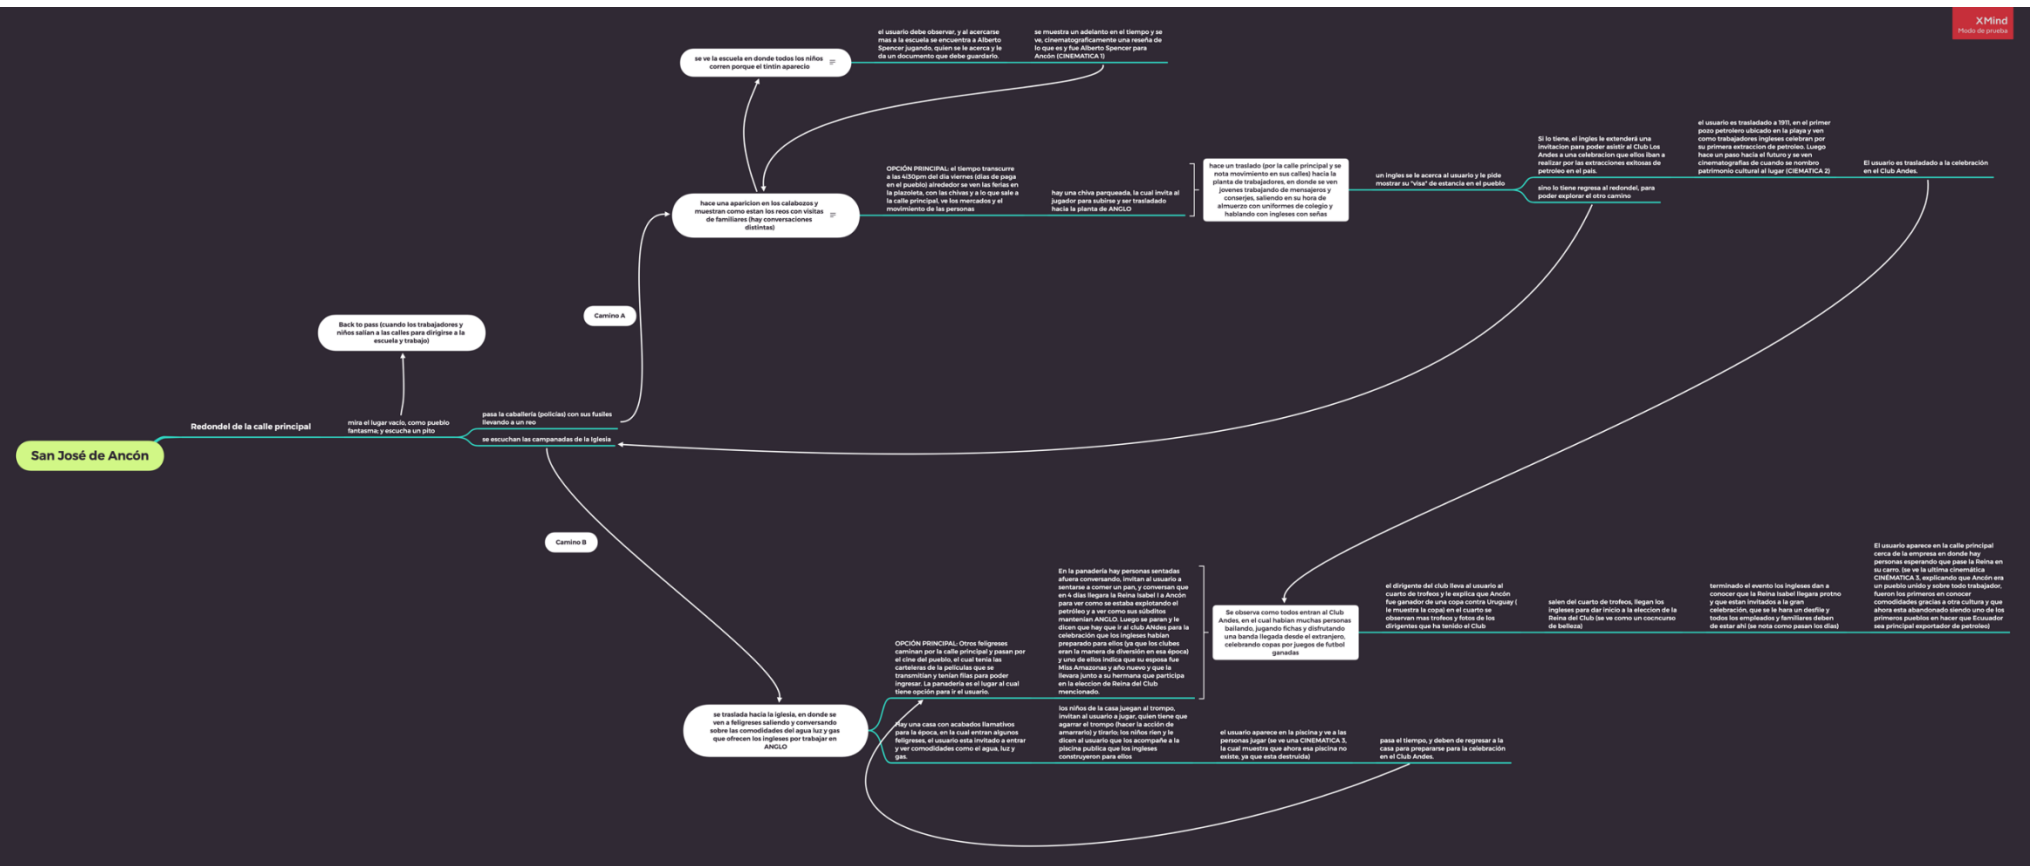 XMind
Modo de prueba
el usuario debe observar, y al acercarse
mas a la escuela se encuentra a Alberto
Spencer jugando, quien se le acerca y le
da un documento que debe guardarlo.
se muestra un adelanto en el tiempo y se
ve, cinematograficamente una reseña de
lo que es y fue Alberto Spencer para
Ancón (CINEMATICA 1)
se ve la escuela en donde todos los niños
corren porque el tintin aparecio
el usuario es trasladado a 1911, en el primer
pozo petrolero ubicado en la playa y ven
como trabajadores ingleses celebran por
su primera extraccion de petroleo. Luego
hace un paso hacia el futuro y se ven
cinematografias de cuando se nombro
patrimonio cultural al lugar (CIEMATICA 2)
Si lo tiene, el ingles le extenderá una
invitacion para poder asistir al Club Los
Andes a una celebracion que ellos iban a
realizar por las extracciones exitosas de
petroleo en el pais.
El usuario es trasladado a la celebración
en el Club Andes.
sino lo tiene regresa al redondel, para
poder explorar el otro camino
un ingles se le acerca al usuario y le pide
mostrar su "visa" de estancia en el pueblo
hace un traslado (por la calle principal y se
nota movimiento en sus calles) hacia la
planta de trabajadores, en donde se ven
jovenes trabajando de mensajeros y
conserjes, saliendo en su hora de
almuerzo con uniformes de colegio y
hablando con ingleses con señas
OPCIÓN PRINCIPAL: el tiempo transcurre
a las 4:30pm del dia viernes (dias de paga
en el pueblo) alrededor se ven las ferias en
la plazoleta, con las chivas y a lo que sale a
la calle principal, ve los mercados y el
movimiento de las personas
hay una chiva parqueada, la cual invita al
jugador para subirse y ser trasladado
hacia la planta de ANGLO
hace una aparicion en los calabozos y
muestran como estan los reos con visitas
de familiares (hay conversaciones
distintas)
Camino A
Back to pass (cuando los trabajadores y
niños salian a las calles para dirigirse a la
escuela y trabajo)
San José de Ancón
Redondel de la calle principal
mira el lugar vacío, como pueblo
fantasma; y escucha un pito
pasa la caballería (policías) con sus fusiles
llevando a un reo
se escuchan las campanadas de la Iglesia
Camino B
se traslada hacia la iglesia, en donde se
ven a feligreses saliendo y conversando
sobre las comodidades del agua luz y gas
que ofrecen los ingleses por trabajar en
ANGLO
OPCIÓN PRINCIPAL: Otros feligreses
caminan por la calle principal y pasan por
el cine del pueblo, el cual tenia las
carteleras de la peliculas que se
transmitian y tenian filas para poder
ingresar. La panadería es el lugar al cual
tiene opción para ir el usuario.
En la panadería hay personas sentadas
afuera conversando, invitan al usuario a
sentarse a comer un pan, y conversan que
en 4 días llegara la Reina Isabel I a Ancón
para ver como se estaba explotando el
petróleo y a ver como sus súbditos
mantenian ANGLO. Luego se paran y le
dicen que hay que ir al club ANdes para la
celebración que los ingleses habian
preparado para ellos (ya que los clubes
eran la manera de diversión en esa época)
y uno de ellos indica que su esposa fue
Miss Amazonas y año nuevo y que la
llevara junto a su hermana que participa
en la eleccion de Reina del Club
mencionado.
Se observa como todos entran al Club
Andes, en el cual habian muchas personas
bailando, jugando fichas y disfrutando
una banda llegada desde el extranjero,
celebrando copas por juegos de futbol
ganadas
el dirigente del club lleva al usuario al
cuarto de trofeos y le explica que Ancón
fue ganador de una copa contra Uruguay (
le muestra la copa) en el cuarto se
observan mas trofeos y fotos de los
dirigentes que ha tenido el Club
salen del cuarto de trofeos, llegan los
ingleses para dar inicio a la eleccion de la
Reina del Club (se ve como un cocncurso
de belleza)
terminado el evento los ingleses dan a
conocer que la Reina Isabel llegara protno
y que estan invitados a la gran
celebración, que se le hara un desfile y
todos los empleados y familiares deben
de estar ahi (se nota como pasan los dias)
El usuario aparece en la calle principal
cerca de la empresa en donde hay
personas esperando que pase la Reina en
su carro. (se ve la ultima cinemática
CINÉMATICA 3, explicando que Ancón era
un pueblo unido y sobre todo trabajador,
fueron los primeros en conocer
comodidades gracias a otra cultura y que
ahora esta abandonado siendo uno de los
primeros pueblos en hacer que Ecuuador
sea principal exportador de petroleo)
Hay una casa con acabados llamativos
para la época, en la cual entran algunos
feligreses, el usuario esta invitado a entrar
y ver comodidades como el agua, luz y
gas.
los niños de la casa juegan al trompo,
invitan al usuario a jugar, quien tiene que
agarrar el trompo (hacer la acción de
amarrarlo) y tirarlo; los niños rien y le
dicen al usuario que los acompañe a la
piscina publica que los ingleses
construyeron para ellos
el usuario aparece en la piscina y ve a las
personas jugar (se ve una CINEMATICA 3,
la cual muestra que ahora esa piscina no
existe, ya que esta destruida)
pasa el tiempo, y deben de regresar a la
casa para prepararse para la celebración
en el Club Andes.